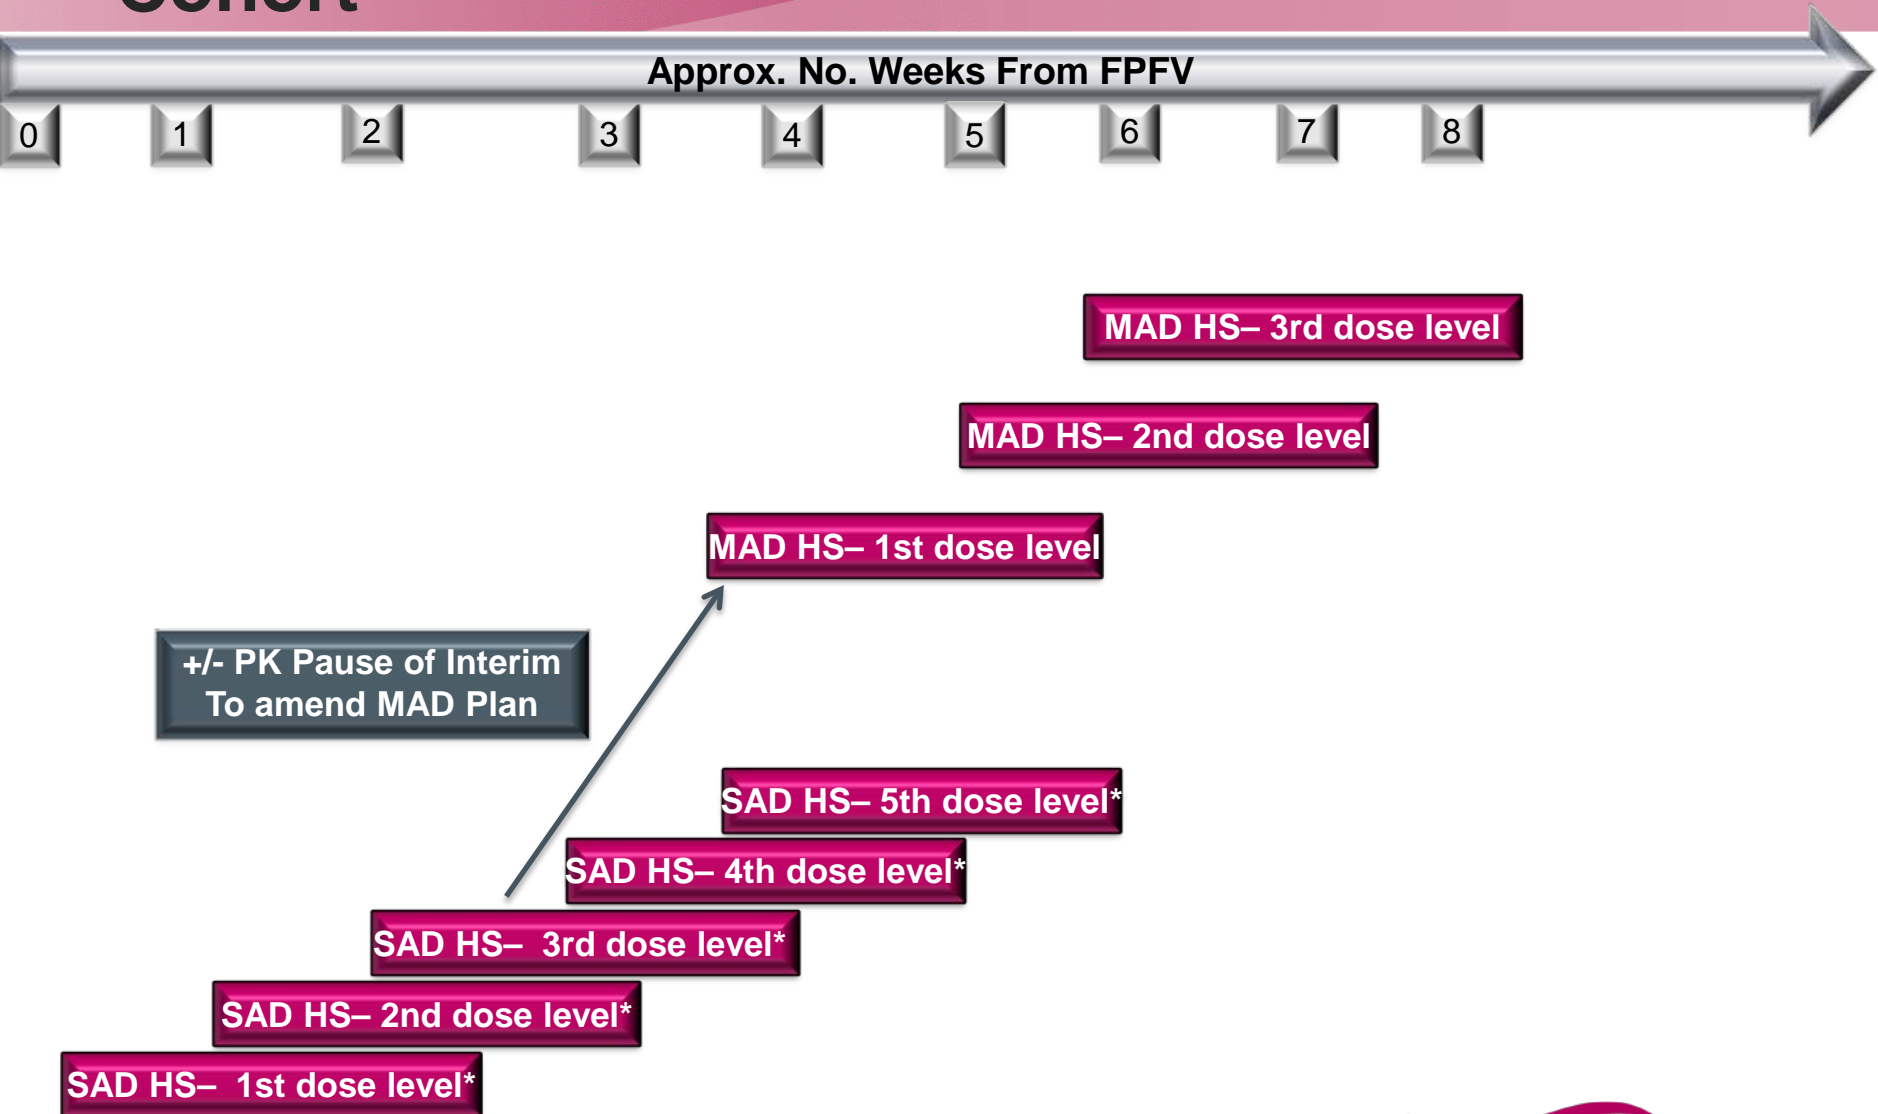 Cohort
Approx. No. Weeks From FPFV
0 1 2 3 4 5 6 7 8
MAD HS– 3rd dose level
MAD HS– 2nd dose level
MAD HS– 1st dose level
+/- PK Pause of Interim
To amend MAD Plan
SAD HS– 5th dose level*
SAD HS– 4th dose level*
SAD HS– 3rd dose level*
SAD HS– 2nd dose level*
SAD HS– 1st dose level*